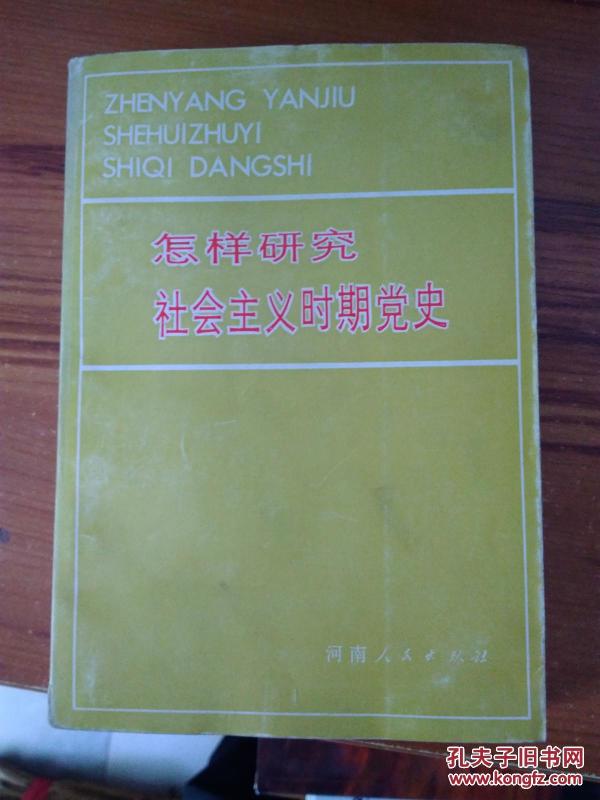 ZHENYANG YANJIU
SHEHUIZHUYI
SHIQI DANGSHI
怎样研究
社会主义时期党史
河南人民出版社
孔夫子旧书网
www.kongfz.com